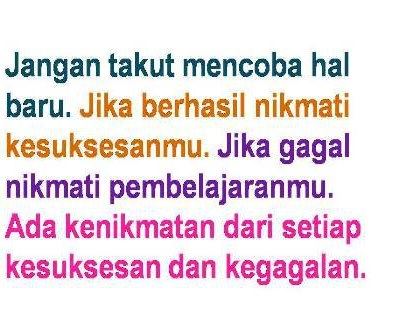 Jangan takut mencoba hal
baru. Jika berhasil nikmati
kesuksesanmu. Jika gagal
nikmati pembelajaranmu.
Ada kenikmatan dari setiap
kesuksesan dan kegagalan.